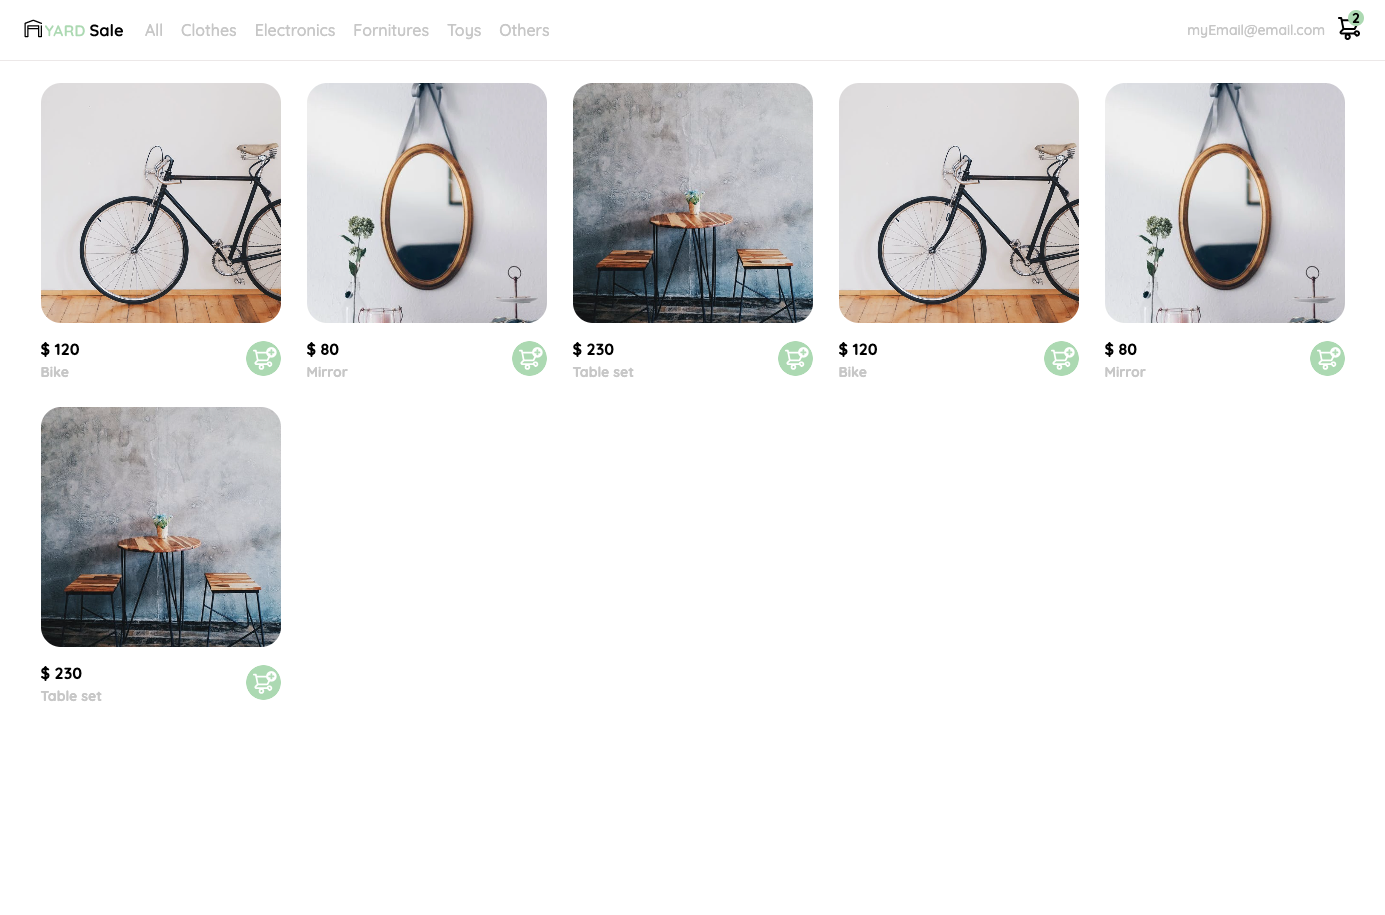 YARD Sale All Clothes Electronics Fornitures Toys Others myEmail@email.com 2
$ 120 $ 80 $ 230 $ 120 $ 80
Bike Mirror Table set Bike Mirror
$ 230
Table set